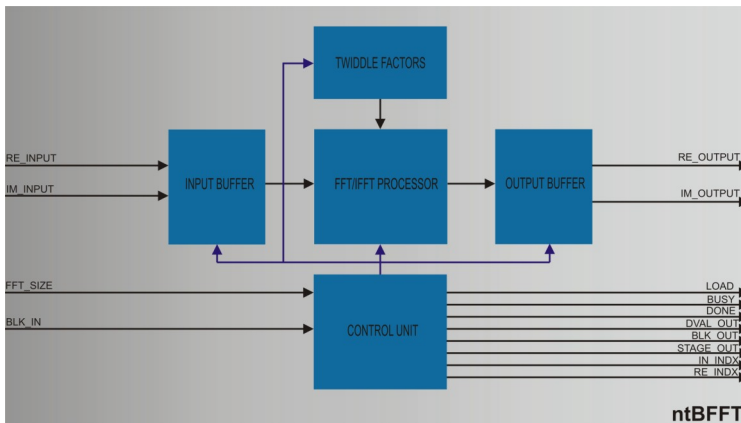 TWIDDLE FACTORS
RE_INPUT
IM_INPUT
INPUT BUFFER
FFT/IFFT PROCESSOR
OUTPUT BUFFER
RE_OUTPUT
IM_OUTPUT
FFT_SIZE
BLK_IN
CONTROL UNIT
LOAD
BUSY
DONE
DVAL_OUT
BLK_OUT
STAGE_OUT
IN_INDX
RE_INDX
ntBFFT